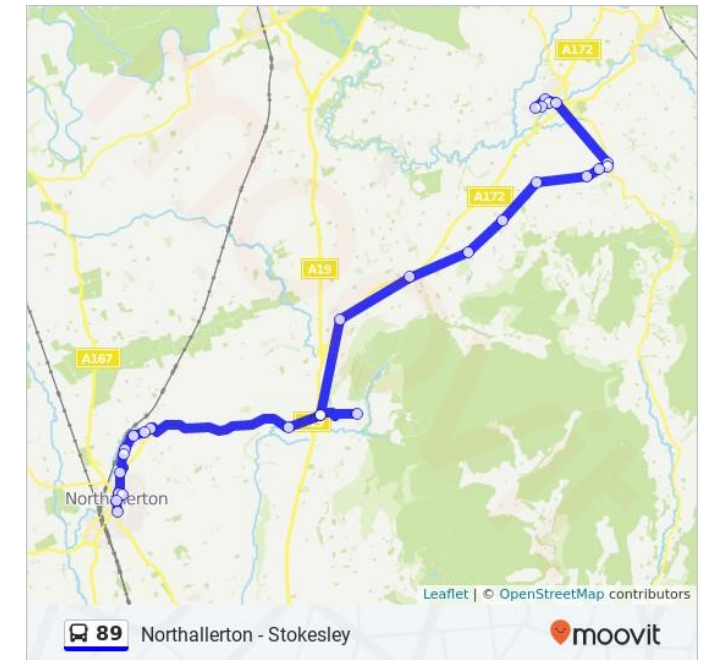 A172
A172
A19
A167
Northallerton
Leaflet | © OpenStreetMap contributors
89 Northallerton - Stokesley
moovit